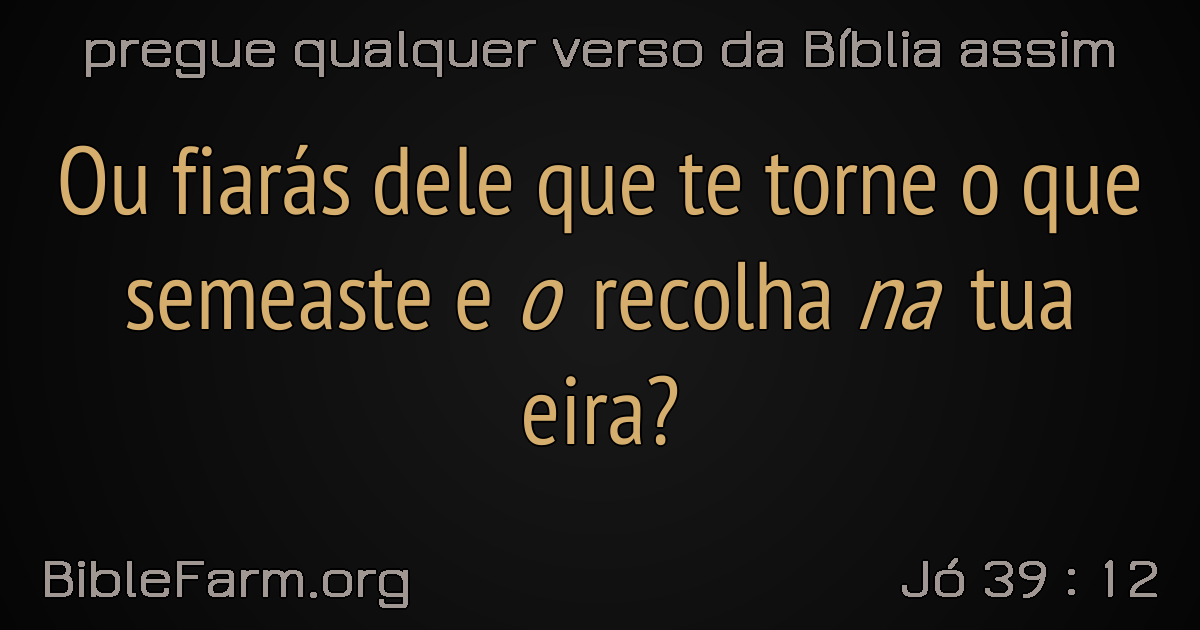 pregue qualquer verso da Bíblia assim
Ou fiarás dele que te torne o que
semeaste e o recolha na tua
eira?
BibleFarm.org
Jó 39 : 12